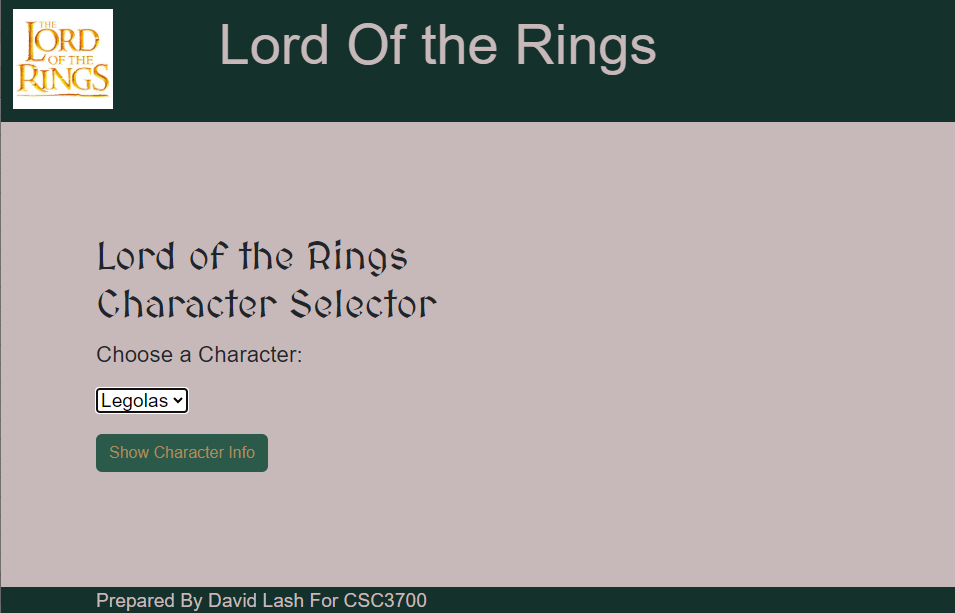 THE
LORD
OF THE
RINGS
Lord Of the Rings
Lord of the Rings
Character Selector
Choose a Character:
Legolas
Show Character Info
Prepared By David Lash For CSC3700